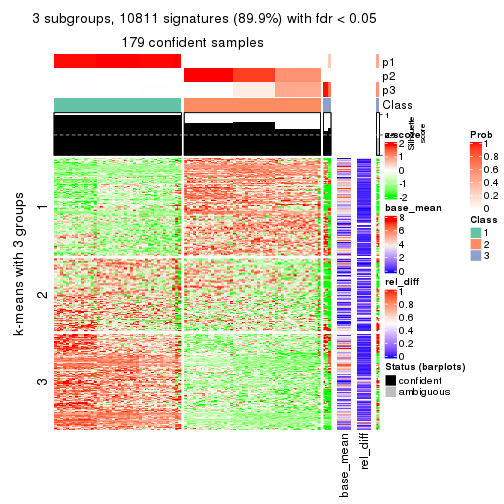 3 subgroups, 10811 signatures (89.9%) with fdr < 0.05
179 confident samples
p1
p2
p3
Class
1
Silhouette
score
k-means with 3 groups
1
2
3
base_mean
rel_diff
z-score
2
1
0
-1
-2
base_mean
8
6
4
2
0
rel_diff
1
0.8
0.6
0.4
0.2
0
Status (barplots)
confident
ambiguous
Prob
1
0.8
0.6
0.4
0.2
0
Class
1
2
3